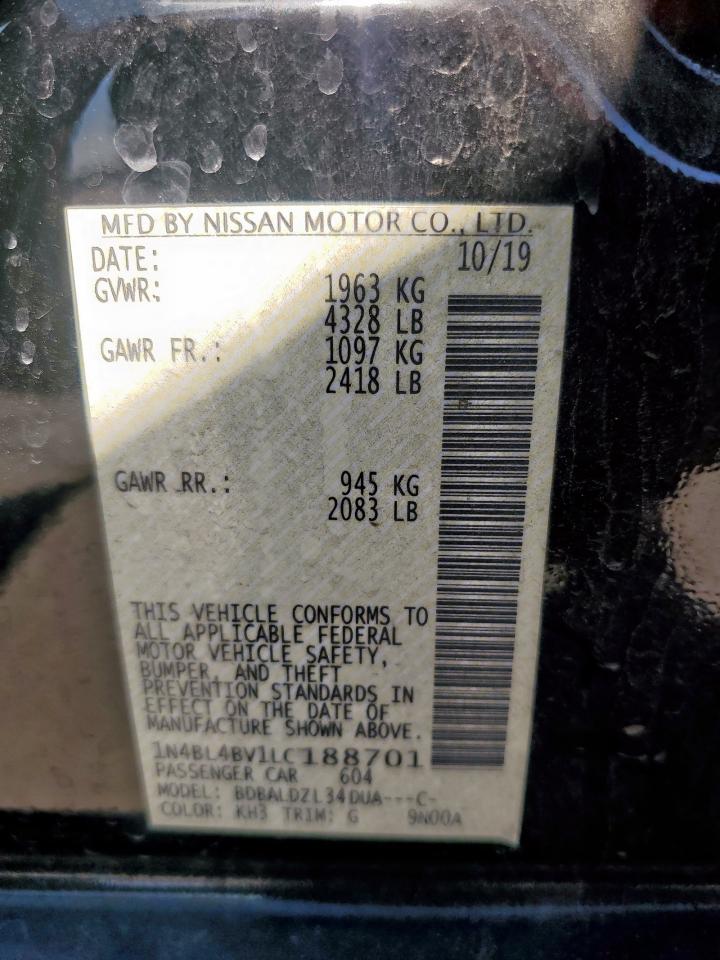 MFD BY NISSAN MOTOR CO., LTD.
DATE: 10/19
GVWR: 1963 KG
4328 LB
GAWR FR.: 1097 KG
2418 LB
GAWR RR.: 945 KG
2083 LB
THIS VEHICLE CONFORMS TO
ALL APPLICABLE FEDERAL
MOTOR VEHICLE SAFETY,
BUMPER, AND THEFT
PREVENTION STANDARDS IN
EFFECT ON THE DATE OF
MANUFACTURE SHOWN ABOVE.
1N4BL4BV1LC188701
PASSENGER CAR 604
MODEL: BDBALDZL34DUA---C-
COLOR: KH3 TRIM: G 9N00A